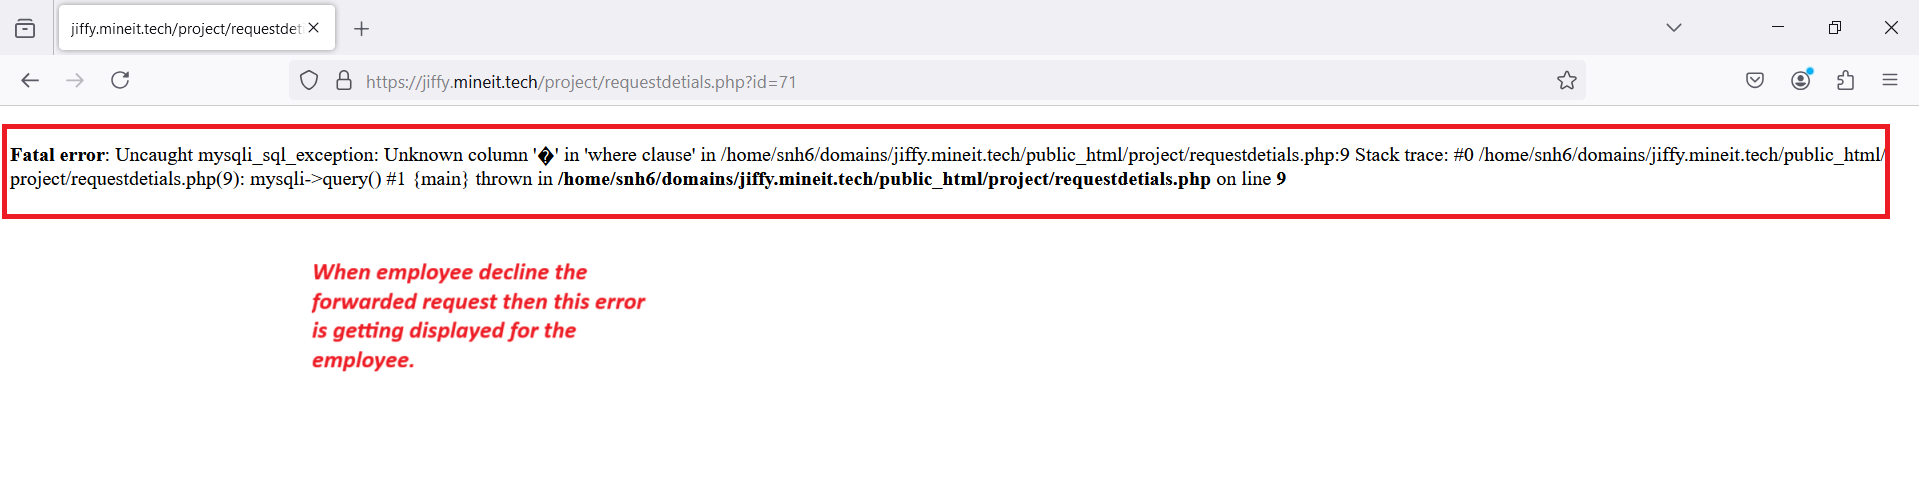 jiffy.mineit.tech/project/requestdeti
https://jiffy.mineit.tech/project/requestdetials.php?id=71
Fatal error: Uncaught mysqli_sql_exception: Unknown column '�' in 'where clause' in /home/snh6/domains/jiffy.mineit.tech/public_html/project/requestdetials.php:9 Stack trace: #0 /home/snh6/domains/jiffy.mineit.tech/public_html/
project/requestdetials.php(9): mysqli->query() #1 {main} thrown in /home/snh6/domains/jiffy.mineit.tech/public_html/project/requestdetials.php on line 9
When employee decline the
forwarded request then this error
is getting displayed for the
employee.